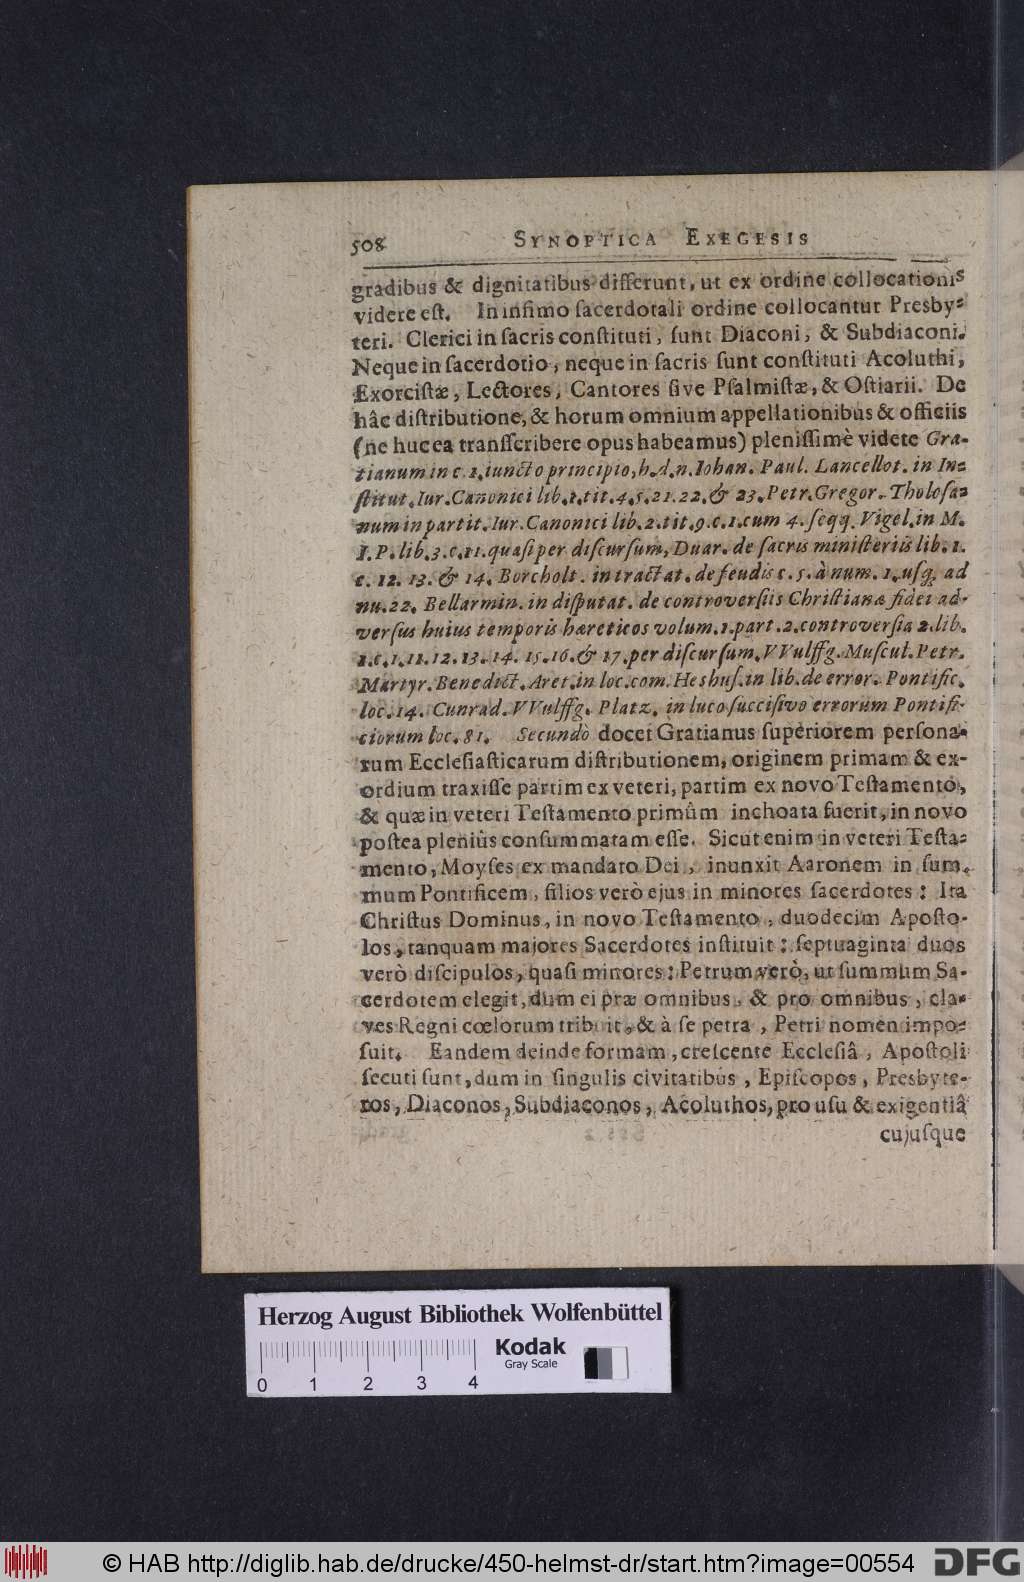 508 SYNOPTICA EXEGESIS
gradibus & dignitatibus differunt, ut ex ordine collocationis
videre est. In infimo sacerdotali ordine collocantur Presby-
teri. Clerici in sacris constituti, sunt Diaconi, & Subdiaconi.
Neque in sacerdotio, neque in sacris sunt constituti Acoluthi,
Exorcistæ, Lectores, Cantores sive Psalmistæ, & Ostiarii. De
hâc distributione, & horum omnium appellationibus & officiis
(ne huc ea transscribere opus habeamus) plenissimè videte Gra-
tianum in c. 1. iuncto principio, h.d.n. Iohan. Paul. Lancellot. in In-
stitut. Iur. Canonici lib. 1. tit. 4. 5. 21. 22. & 23. Petr. Gregor. Tholosa-
num in partit. Iur. Canonici lib. 2. tit. 9. c. 1. cum 4. seqq. Vigel. in M.
I. P. lib. 3. c. 11. quasi per discursum, Duar. de sacris ministeriis lib. 1.
c. 12. 13. & 14. Borcholt. in tractat. de feudis c. 5. à num. 1. usq, ad
nu. 22. Bellarmin. in disputat. de controversiis Christianæ fidei ad-
versus huius temporis hæreticos volum. 1. part. 2. controversia 2. lib.
1. c. 1. 11. 12. 13. 14. 15. 16. & 17. per discursum. VVulffg. Muscul. Petr.
Martyr. Benedict. Aret. in loc. com. Heshus. in lib. de error. Pontific.
loc. 14. Cunrad. VVulffg. Platz. in luco succisivo errorum Pontifi-
ciorum loc. 81. Secundò docet Gratianus superiorem persona-
rum Ecclesiasticarum distributionem, originem primam & ex-
ordium traxisse partim ex veteri, partim ex novo Testamento,
& quæ in veteri Testamento primûm inchoata fuerit, in novo
postea pleniùs consummatam esse. Sicut enim in veteri Testa-
mento, Moyses ex mandato Dei, inunxit Aaronem in sum-
mum Pontificem, filios verò ejus in minores sacerdotes: Ita
Christus Dominus, in novo Testamento, duodecim Aposto-
los, tanquam majores Sacerdotes instituit: septuaginta duos
verò discipulos, quasi minores: Petrum verò, ut summum Sa-
cerdotem elegit, dum ei præ omnibus, & pro omnibus, cla-
ves Regni cœlorum tribuit, & à se petra, Petri nomen impo-
suit. Eandem deinde formam, crescente Ecclesiâ, Apostoli
secuti sunt, dum in singulis civitatibus, Episcopos, Presbyte-
ros, Diaconos, Subdiaconos, Acoluthos, pro usu & exigentiâ
cujusque
Herzog August Bibliothek Wolfenbüttel
Kodak
Gray Scale
0 1 2 3 4
© HAB http://diglib.hab.de/drucke/450-helmst-dr/start.htm?image=00554
DFG